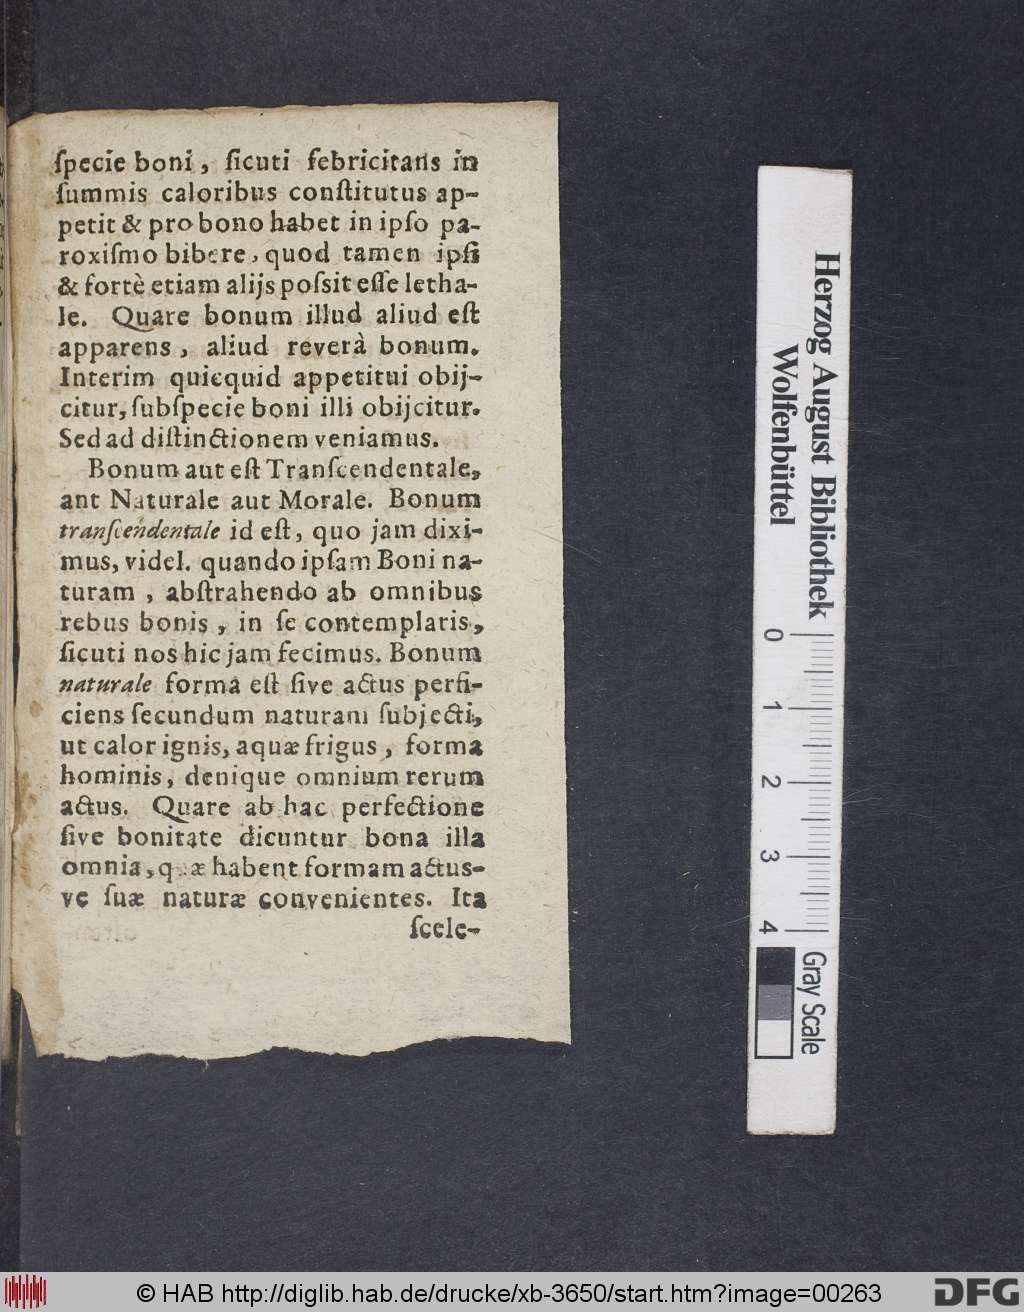 ſpecie boni, ſicuti febricitans in
ſummis caloribus conſtitutus ap-
petit & pro bono habet in ipſo pa-
roxiſmo bibere, quod tamen ipſi
& fortè etiam alijs poſsit eſſe letha-
le. Quare bonum illud aliud eſt
apparens, aliud reverà bonum.
Interim quicquid appetitui obij-
citur, ſubſpecie boni illi obijcitur.
Sed ad diſtinctionem veniamus.
Bonum aut eſt Tranſcendentale,
ant Naturale aut Morale. Bonum
tranſcendentale id eſt, quo jam dixi-
mus, videl. quando ipſam Boni na-
turam, abſtrahendo ab omnibus
rebus bonis, in ſe contemplaris,
ſicuti nos hic jam fecimus. Bonum
naturale forma eſt ſive actus perfi-
ciens ſecundum naturam ſubjecti,
ut calor ignis, aquæ frigus, forma
hominis, denique omnium rerum
actus. Quare ab hac perfectione
ſive bonitate dicuntur bona illa
omnia, quæ habent formam actus-
ve ſuæ naturæ convenientes. Ita
ſcele-
Herzog August Bibliothek
Wolfenbüttel
0
1
2
3
4
Gray Scale
© HAB http://diglib.hab.de/drucke/xb-3650/start.htm?image=00263
DFG